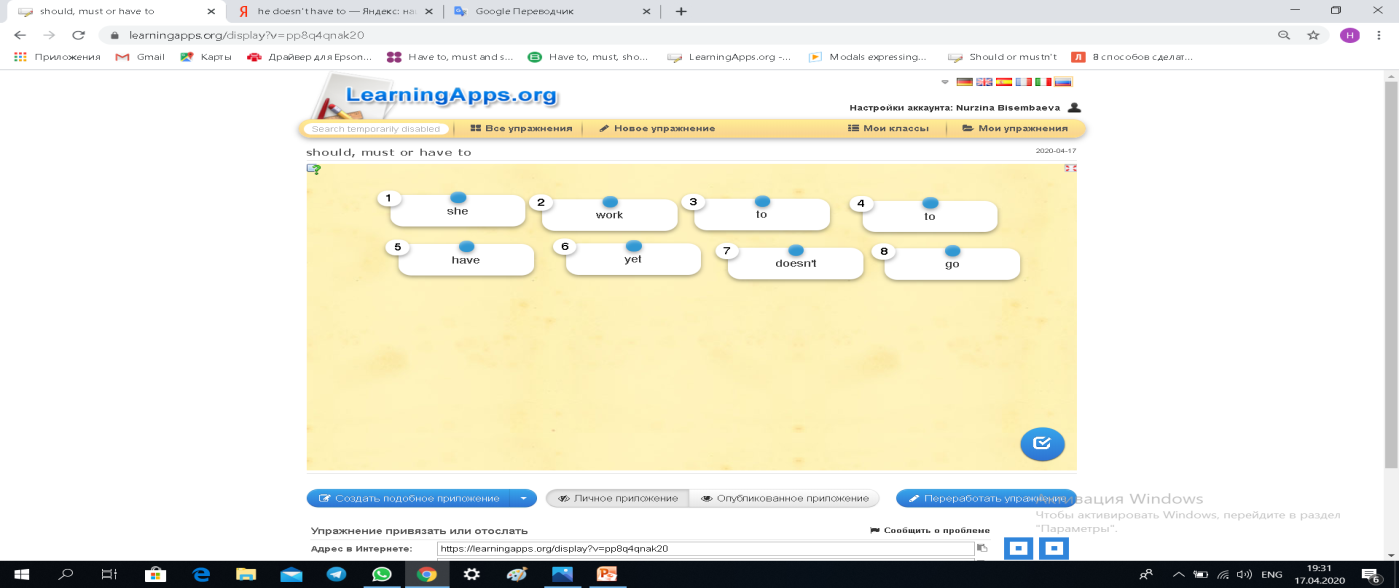 should, must or have to
he doesn't have to — Яндекс: на
Google Переводчик
learningapps.org/display?v=pp8q4qnak20
H
Приложения
Gmail
Карты
Драйвер для Epson...
Have to, must and s...
Have to, must, sho...
LearningApps.org -...
Modals expressing...
Should or mustn't
8 способов сделат...
LearningApps.org
Настройки аккаунта: Nurzina Bisembaeva
Search temporarily disabled
Все упражнения
Новое упражнение
Мои классы
Мои упражнения
should, must or have to
2020-04-17
1 she
2 work
3 to
4 to
5 have
6 yet
7 doesn't
8 go
Создать подобное приложение
Личное приложение
Опубликованное приложение
Переработать упражнение
Активация Windows
Чтобы активировать Windows, перейдите в раздел
"Параметры".
Упражнение привязать или отослать
Сообщить о проблеме
Адрес в Интернете:
https://learningapps.org/display?v=pp8q4qnak20
ENG
19:31
17.04.2020
6